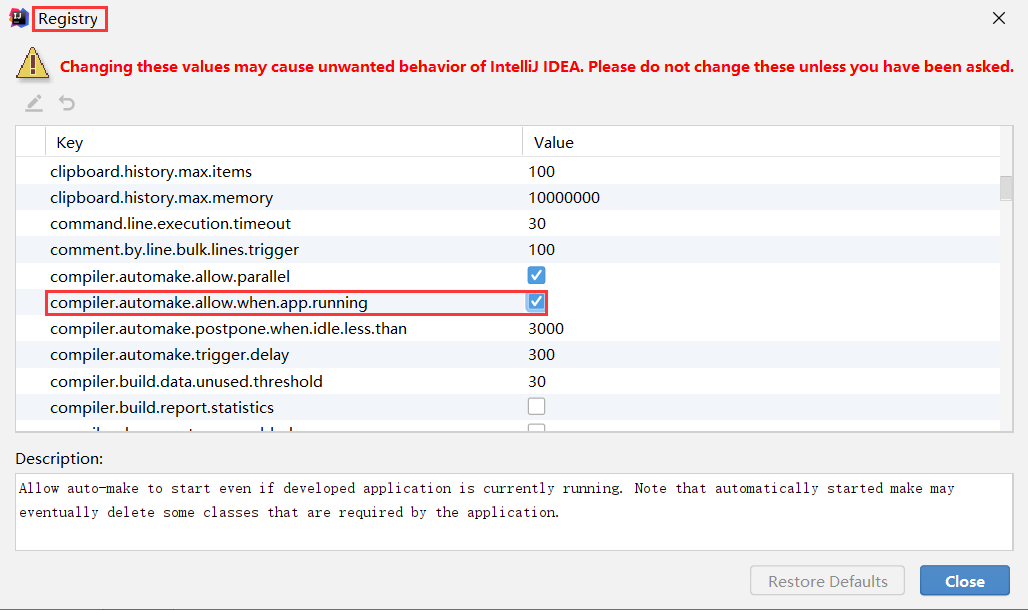 Registry
Changing these values may cause unwanted behavior of IntelliJ IDEA. Please do not change these unless you have been asked.
Key Value
clipboard.history.max.items 100
clipboard.history.max.memory 10000000
command.line.execution.timeout 30
comment.by.line.bulk.lines.trigger 100
compiler.automake.allow.parallel
compiler.automake.allow.when.app.running
compiler.automake.postpone.when.idle.less.than 3000
compiler.automake.trigger.delay 300
compiler.build.data.unused.threshold 30
compiler.build.report.statistics
Description:
Allow auto-make to start even if developed application is currently running. Note that automatically started make may
eventually delete some classes that are required by the application.
Restore Defaults Close